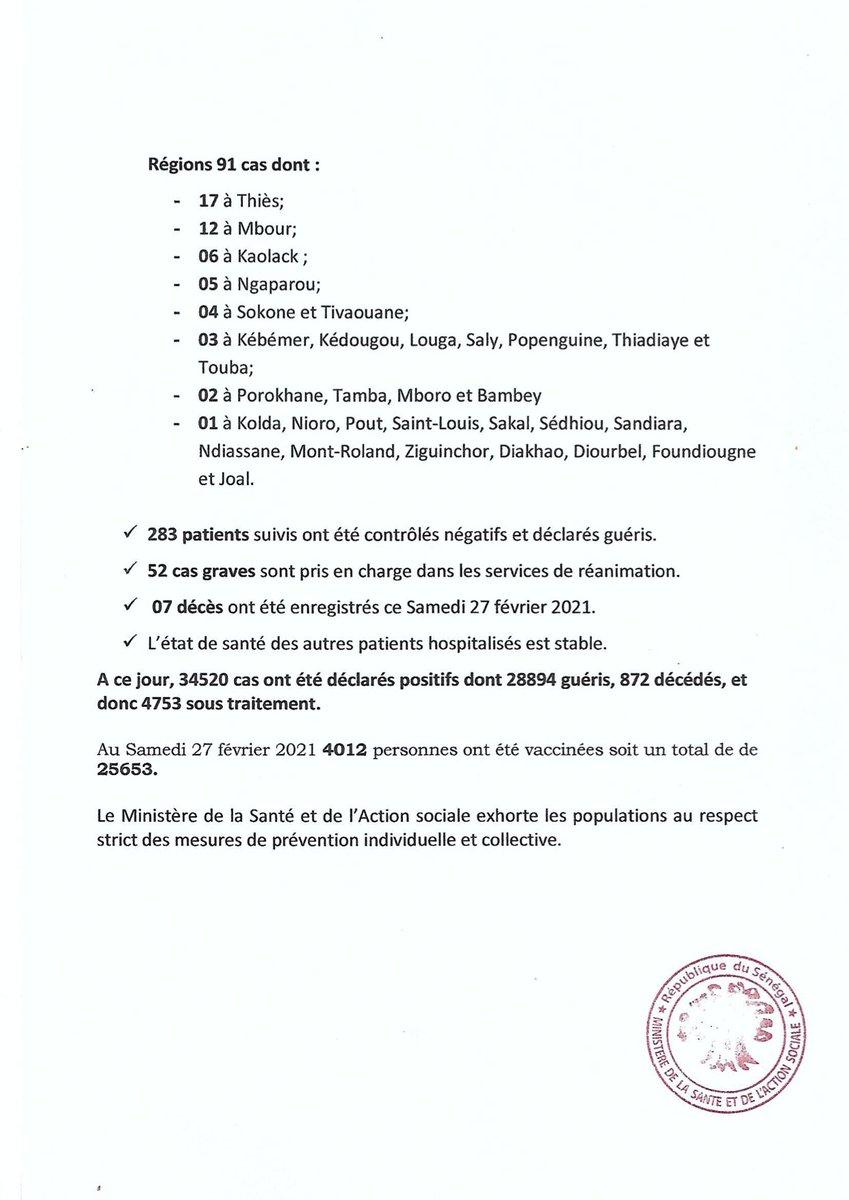 Régions 91 cas dont :
- 17 à Thiès;
- 12 à Mbour;
- 06 à Kaolack ;
- 05 à Ngaparou;
- 04 à Sokone et Tivaouane;
- 03 à Kébémer, Kédougou, Louga, Saly, Popenguine, Thiadiaye et
Touba;
- 02 à Porokhane, Tamba, Mboro et Bambey
- 01 à Kolda, Nioro, Pout, Saint-Louis, Sakal, Sédhiou, Sandiara,
Ndiassane, Mont-Roland, Ziguinchor, Diakhao, Diourbel, Foundiougne
et Joal.
✓ 283 patients suivis ont été contrôlés négatifs et déclarés guéris.
✓ 52 cas graves sont pris en charge dans les services de réanimation.
✓ 07 décès ont été enregistrés ce Samedi 27 février 2021.
✓ L'état de santé des autres patients hospitalisés est stable.
A ce jour, 34520 cas ont été déclarés positifs dont 28894 guéris, 872 décédés, et
donc 4753 sous traitement.
Au Samedi 27 février 2021 4012 personnes ont été vaccinées soit un total de de
25653.
Le Ministère de la Santé et de l'Action sociale exhorte les populations au respect
strict des mesures de prévention individuelle et collective.
★ République du Sénégal ★
MINISTERE DE LA SANTE ET DE L'ACTION SOCIALE